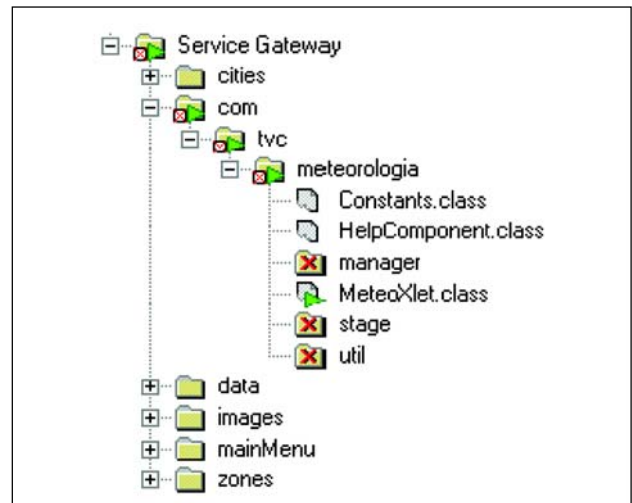 Service Gateway
cities
com
tvc
meteorologia
Constants.class
HelpComponent.class
manager
MeteoXlet.class
stage
util
data
images
mainMenu
zones